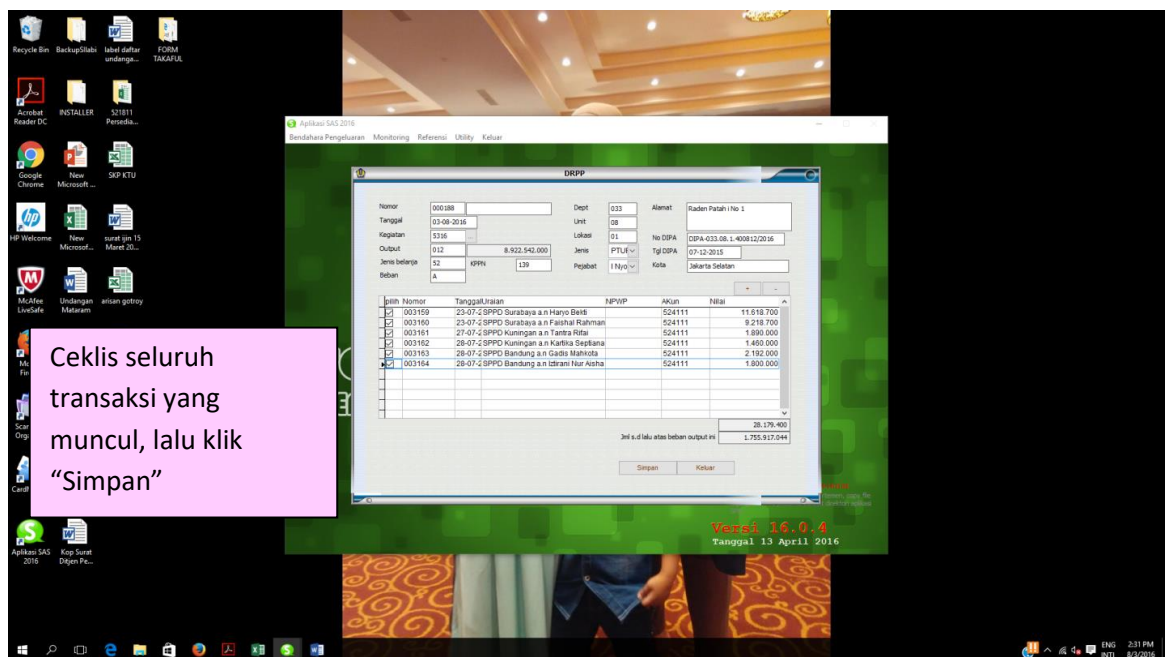 Recycle Bin
BackupSIlabi
label daftar
undanga...
FORM
TAKAFUL
Acrobat
Reader DC
INSTALLER
521811
Persedia...
Google
Chrome
New
Microsoft ...
SKP KTU
HP Welcome
New
Microsof...
surat ijin 15
Maret 20...
McAfee
LiveSafe
Undangan
Mataram
arisan gotroy
Aplikasi SAS
2016
Kop Surat
Ditjen Pe...
Ceklis seluruh
transaksi yang
muncul, lalu klik
“Simpan”
Aplikasi SAS 2016
Bendahara Pengeluaran Monitoring Referensi Utility Keluar
DRPP
Nomor 000188 Dept 033 Alamat Raden Patah i No 1
Tanggal 03-08-2016 Unit 08
Kegiatan 5316 ... Lokasi 01 No DIPA DIPA-033.08.1.400812/2016
Output 012 8.922.542.000 Jenis PTUF Tgl DIPA 07-12-2015
Jenis belanja 52 KPPN 139 Pejabat I Nyo Kota Jakarta Selatan
Beban A
+ -
pilih Nomor Tanggal Uraian NPWP AKun Nilai
003159 23-07-2 SPPD Surabaya a.n Haryo Bekti 524111 11.618.700
003160 23-07-2 SPPD Surabaya a.n Faishal Rahman 524111 9.218.700
003161 27-07-2 SPPD Kuningan a.n Tantra Rifai 524111 1.890.000
003162 28-07-2 SPPD Kuningan a.n Kartika Septiana 524111 1.460.000
003163 28-07-2 SPPD Bandung a.n Gadis Mahkota 524111 2.192.000
003164 28-07-2 SPPD Bandung a.n Iztirani Nur Aisha 524111 1.800.000
28.179.400
Jml s.d lalu atas beban output ini 1.755.917.044
Simpan Keluar
Versi 16.0.4
Tanggal 13 April 2016
ENG 2:31 PM
INTL 8/3/2016